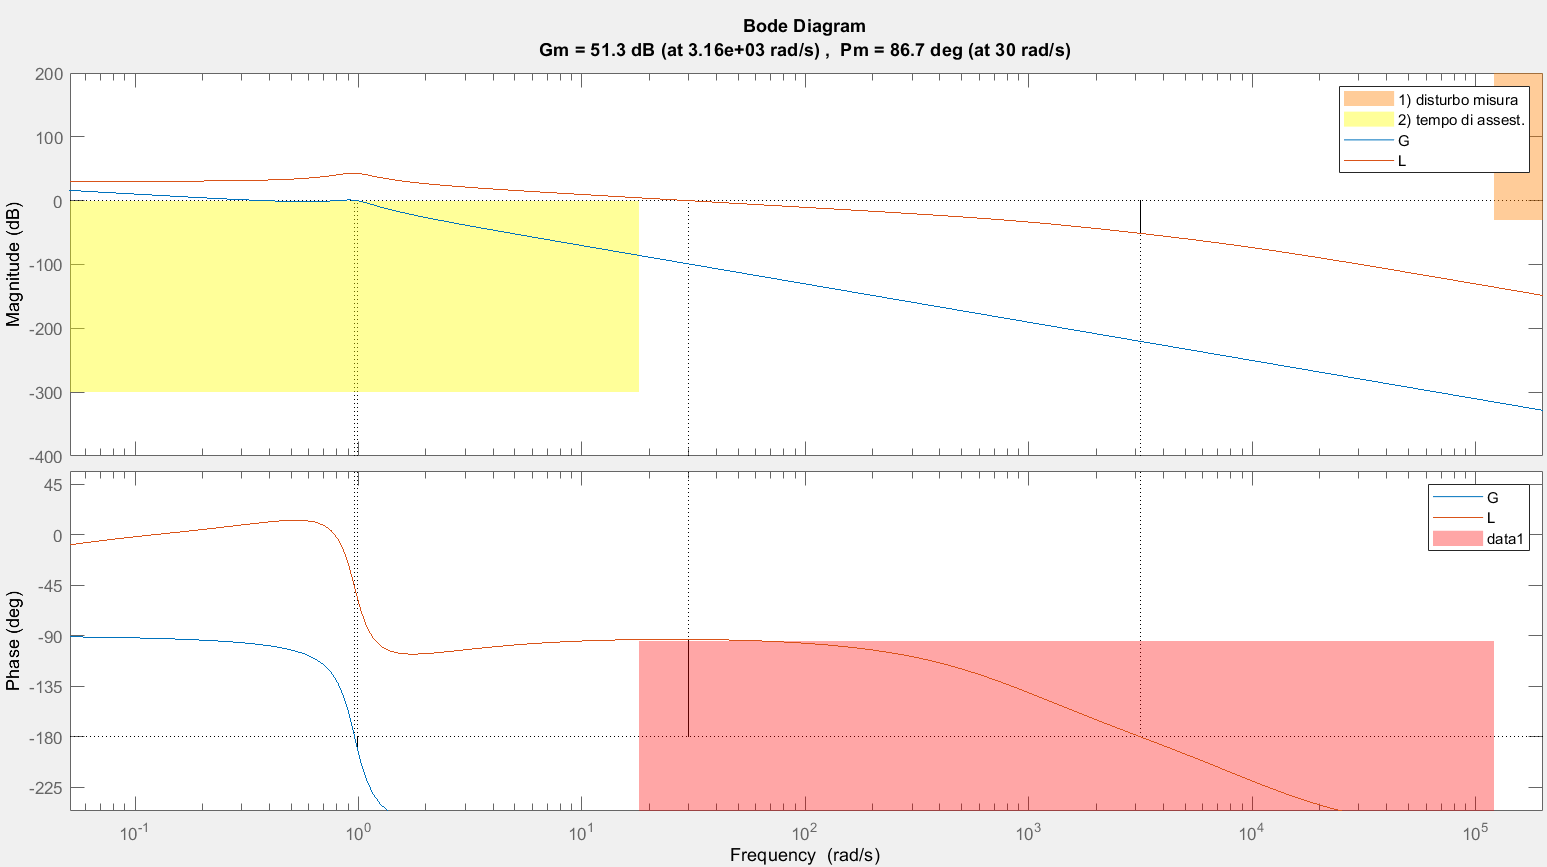 Bode Diagram
Gm = 51.3 dB (at 3.16e+03 rad/s) , Pm = 86.7 deg (at 30 rad/s)
200
100
0
-100
-200
-300
-400
Magnitude (dB)
1) disturbo misura
2) tempo di assest.
G
L
45
0
-45
-90
-135
-180
-225
Phase (deg)
G
L
data1
10^-1
10^0
10^1
10^2
10^3
10^4
10^5
Frequency (rad/s)